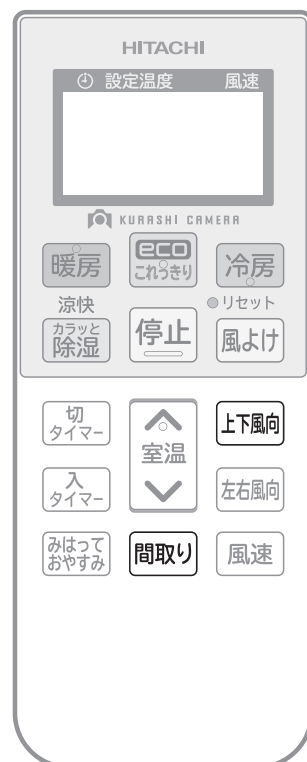 HITACHI
設定温度 風速
KURASHI CAMERA
暖房
eco
これっきり
冷房
涼快
カラッと
除湿
停止
リセット
風よけ
切
タイマー
室温
上下風向
入
タイマー
左右風向
みはって
おやすみ
間取り
風速